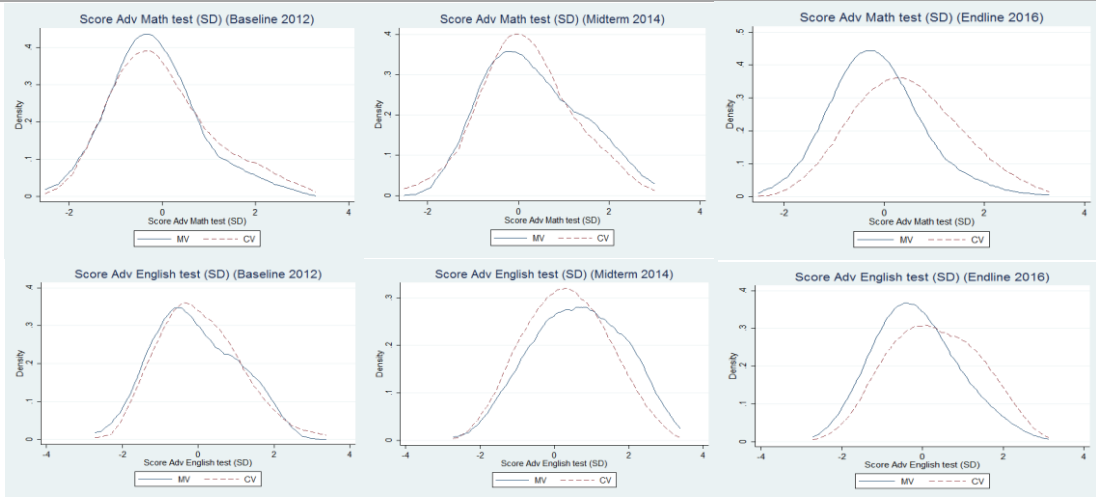 Score Adv Math test (SD) (Baseline 2012)
Density
0 .1 .2 .3 .4
-2 0 2 4
Score Adv Math test (SD)
MV CV
Score Adv Math test (SD) (Midterm 2014)
Density
0 .1 .2 .3 .4
-2 0 2 4
Score Adv Math test (SD)
MV CV
Score Adv Math test (SD) (Endline 2016)
Density
0 .1 .2 .3 .4 .5
-2 0 2 4
Score Adv Math test (SD)
MV CV
Score Adv English test (SD) (Baseline 2012)
Density
0 .1 .2 .3 .4
-4 -2 0 2 4
Score Adv English test (SD)
MV CV
Score Adv English test (SD) (Midterm 2014)
Density
0 .1 .2 .3
-4 -2 0 2 4
Score Adv English test (SD)
MV CV
Score Adv English test (SD) (Endline 2016)
Density
0 .1 .2 .3 .4
-4 -2 0 2 4
Score Adv English test (SD)
MV CV